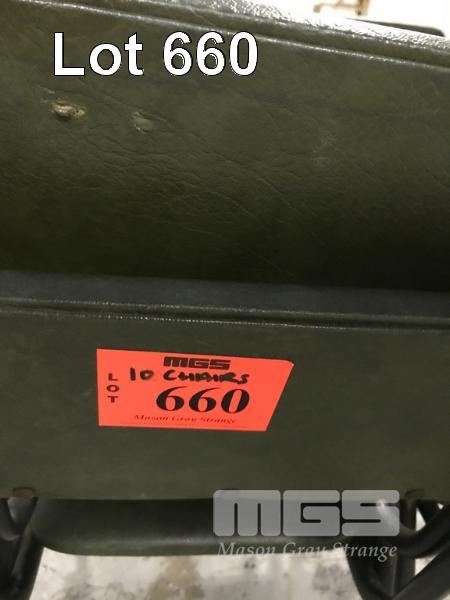 Lot 660
MGS
LOT
10 CHAIRS
660
Mason Gray Strange
MGS
Mason Gray Strange